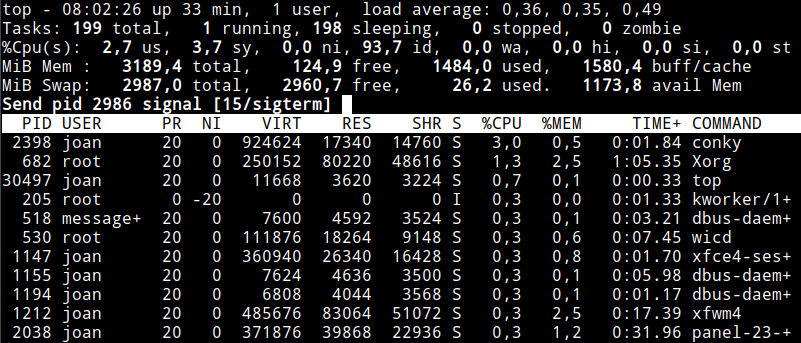 top - 08:02:26 up 33 min,  1 user,  load average: 0,36, 0,35, 0,49
Tasks: 199 total,   1 running, 198 sleeping,   0 stopped,   0 zombie
%Cpu(s):  2,7 us,  3,7 sy,  0,0 ni, 93,7 id,  0,0 wa,  0,0 hi,  0,0 si,  0,0 st
MiB Mem :   3189,4 total,    124,9 free,   1484,0 used,   1580,4 buff/cache
MiB Swap:   2987,0 total,   2960,7 free,     26,2 used.   1173,8 avail Mem
Send pid 2986 signal [15/sigterm]
  PID USER      PR  NI    VIRT    RES    SHR S  %CPU  %MEM     TIME+ COMMAND
 2398 joan      20   0  924624  17340  14760 S   3,0   0,5   0:01.84 conky
  682 root      20   0  250152  80220  48616 S   1,3   2,5   1:05.35 Xorg
30497 joan      20   0   11668   3620   3224 S   0,7   0,1   0:00.33 top
  205 root       0 -20       0      0      0 I   0,3   0,0   0:01.33 kworker/1+
  518 message+  20   0    7600   4592   3524 S   0,3   0,1   0:03.21 dbus-daem+
  530 root      20   0  111876  18264   9148 S   0,3   0,6   0:07.45 wicd
 1147 joan      20   0  360940  26340  16428 S   0,3   0,8   0:01.70 xfce4-ses+
 1155 joan      20   0    7624   4636   3500 S   0,3   0,1   0:05.98 dbus-daem+
 1194 joan      20   0    6808   4044   3568 S   0,3   0,1   0:01.17 dbus-daem+
 1212 joan      20   0  485676  83064  51072 S   0,3   2,5   0:17.39 xfwm4
 2038 joan      20   0  371876  39868  22936 S   0,3   1,2   0:31.96 panel-23-+